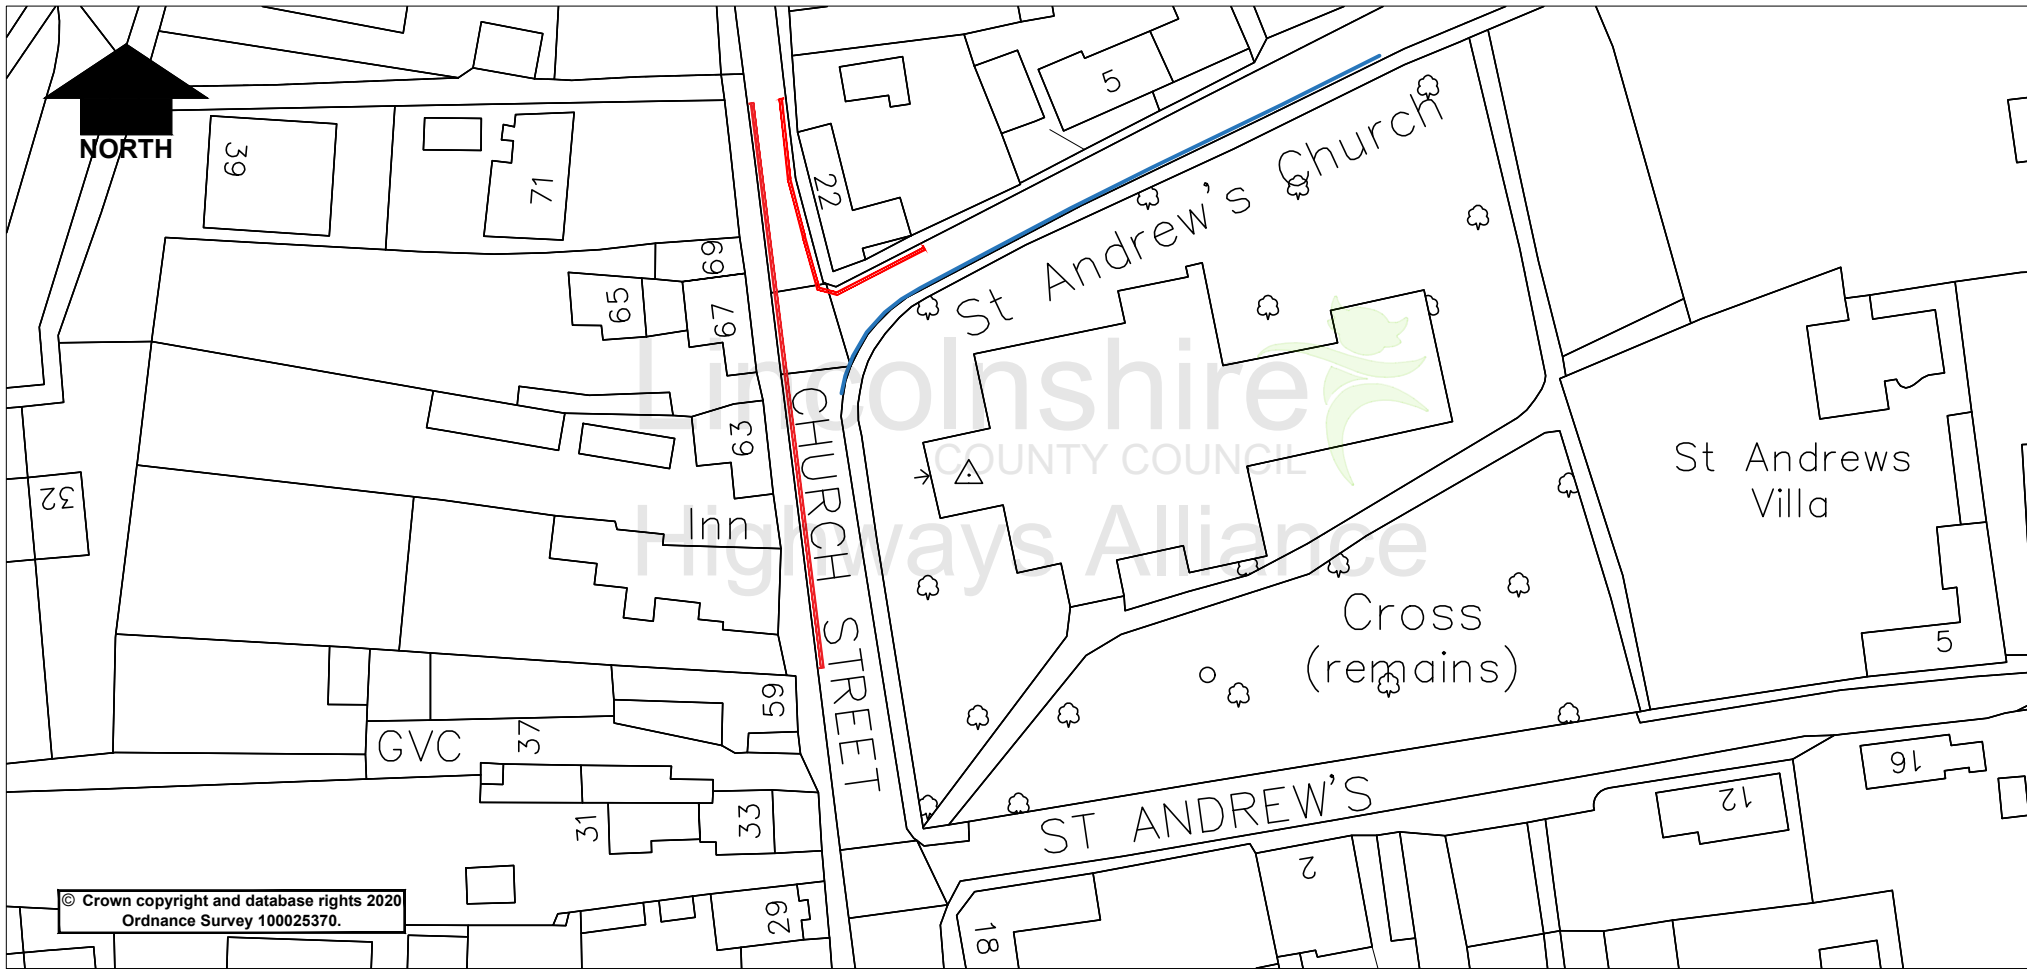 NORTH
39
71
22
5
St Andrew's Church
69
65
67
63
CHURCH STREET
Inn
32
Lincolnshire
COUNTY COUNCIL
Highways Alliance
St Andrews
Villa
Cross
(remains)
5
59
GVC
37
31
33
ST ANDREW'S
16
12
2
29
18
© Crown copyright and database rights 2020
Ordnance Survey 100025370.